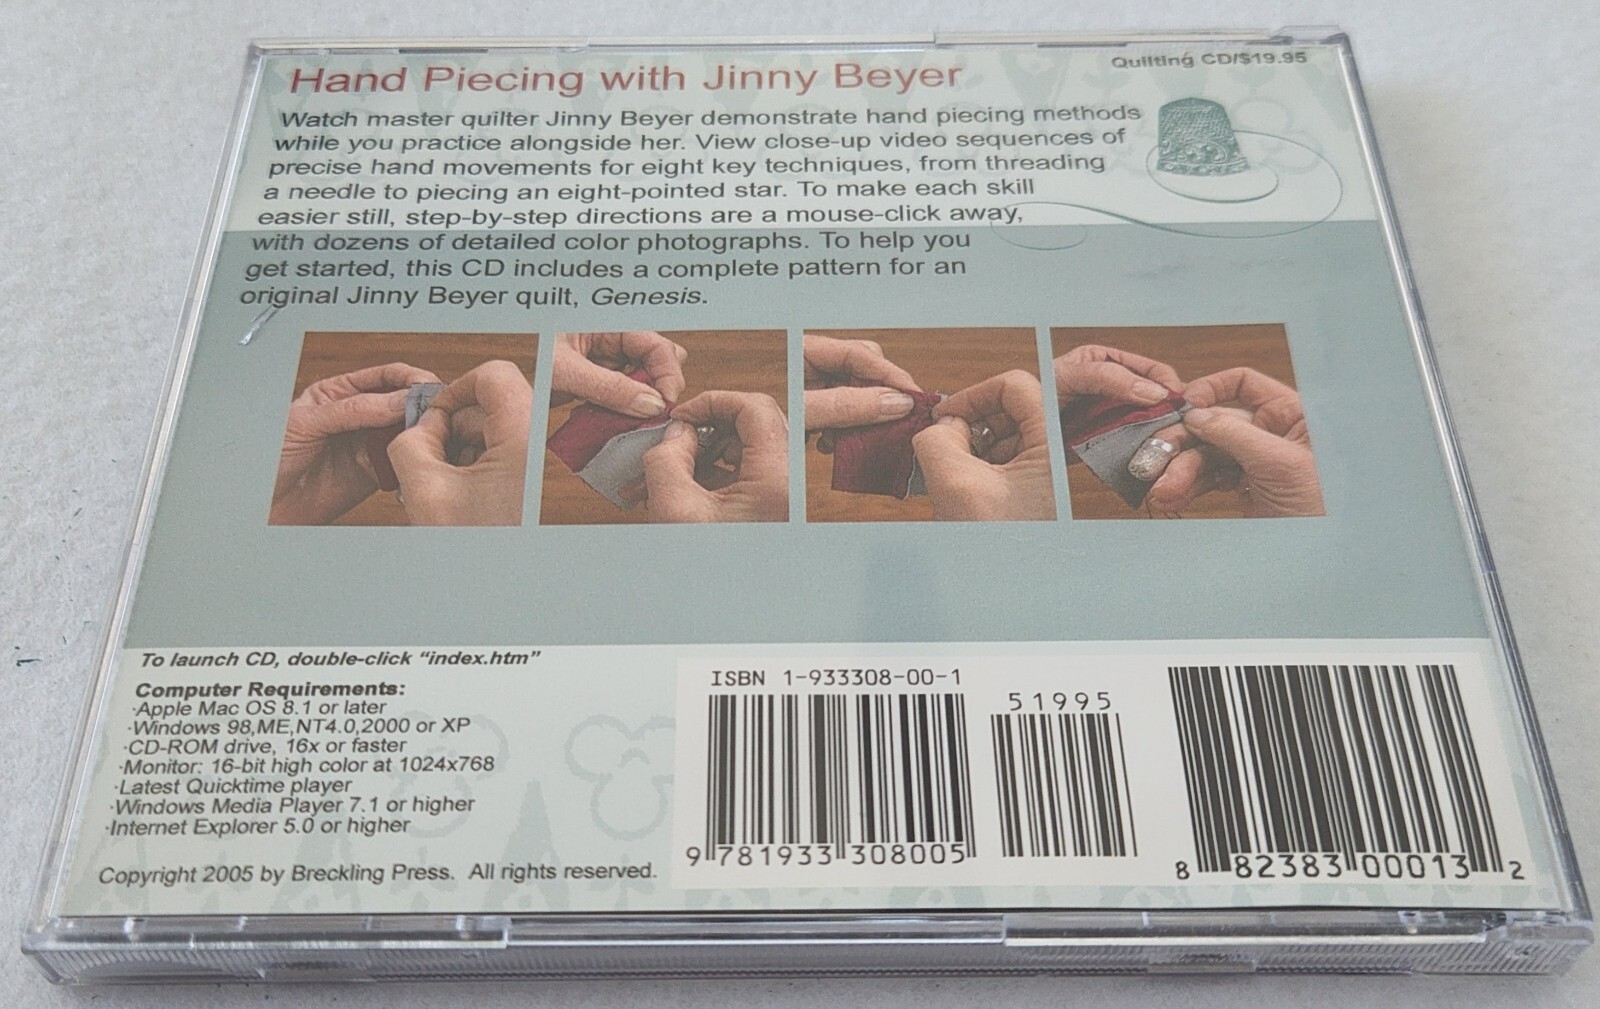 Hand Piecing with Jinny Beyer
Quilting CD/$19.95
Watch master quilter Jinny Beyer demonstrate hand piecing methods
while you practice alongside her. View close-up video sequences of
precise hand movements for eight key techniques, from threading
a needle to piecing an eight-pointed star. To make each skill
easier still, step-by-step directions are a mouse-click away,
with dozens of detailed color photographs. To help you
get started, this CD includes a complete pattern for an
original Jinny Beyer quilt, Genesis.
To launch CD, double-click “index.htm”
Computer Requirements:
·Apple Mac OS 8.1 or later
·Windows 98,ME,NT4.0,2000 or XP
·CD-ROM drive, 16x or faster
·Monitor: 16-bit high color at 1024x768
·Latest Quicktime player
·Windows Media Player 7.1 or higher
·Internet Explorer 5.0 or higher
Copyright 2005 by Breckling Press. All rights reserved.
ISBN 1-933308-00-1
9 781933 308005
51995
8 82383 00013 2